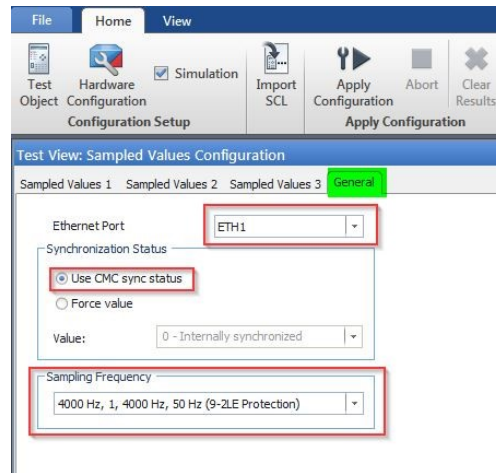 File Home View
Test Object
Hardware Configuration
Simulation
Import SCL
Apply Configuration
Abort
Clear Results
Configuration Setup
Apply Configuration
Test View: Sampled Values Configuration
Sampled Values 1 Sampled Values 2 Sampled Values 3 General
Ethernet Port ETH1
Synchronization Status
Use CMC sync status
Force value
Value: 0 - Internally synchronized
Sampling Frequency
4000 Hz, 1, 4000 Hz, 50 Hz (9-2LE Protection)